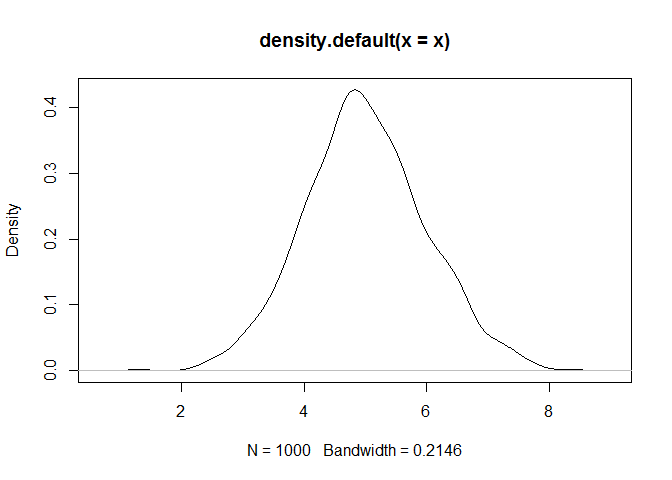 density.default(x = x)
Density
0.4
0.3
0.2
0.1
0.0
2 4 6 8
N = 1000 Bandwidth = 0.2146